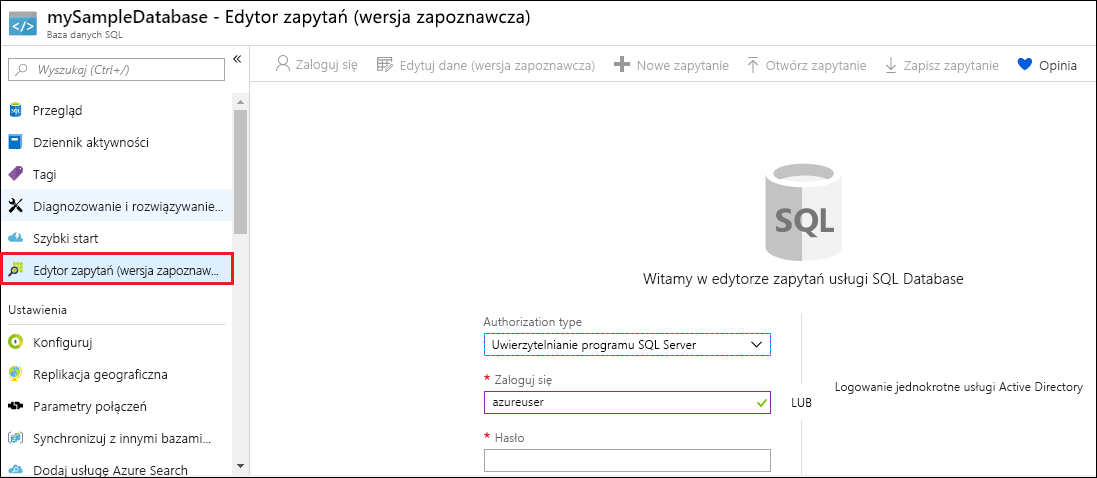 mySampleDatabase - Edytor zapytań (wersja zapoznawcza)
Baza danych SQL
Wyszukaj (Ctrl+/)
«
Zaloguj się
Edytuj dane (wersja zapoznawcza)
Nowe zapytanie
Otwórz zapytanie
Zapisz zapytanie
Opinia
SQL
Przegląd
Dziennik aktywności
Tagi
Diagnozowanie i rozwiązywanie...
Szybki start
Edytor zapytań (wersja zapoznaw...
Ustawienia
Konfiguruj
Replikacja geograficzna
Parametry połączeń
Synchronizuj z innymi bazami...
Dodaj usługę Azure Search
SQL
Witamy w edytorze zapytań usługi SQL Database
Authorization type
Uwierzytelnianie programu SQL Server
* Zaloguj się
azureuser
* Hasło
LUB
Logowanie jednokrotne usługi Active Directory